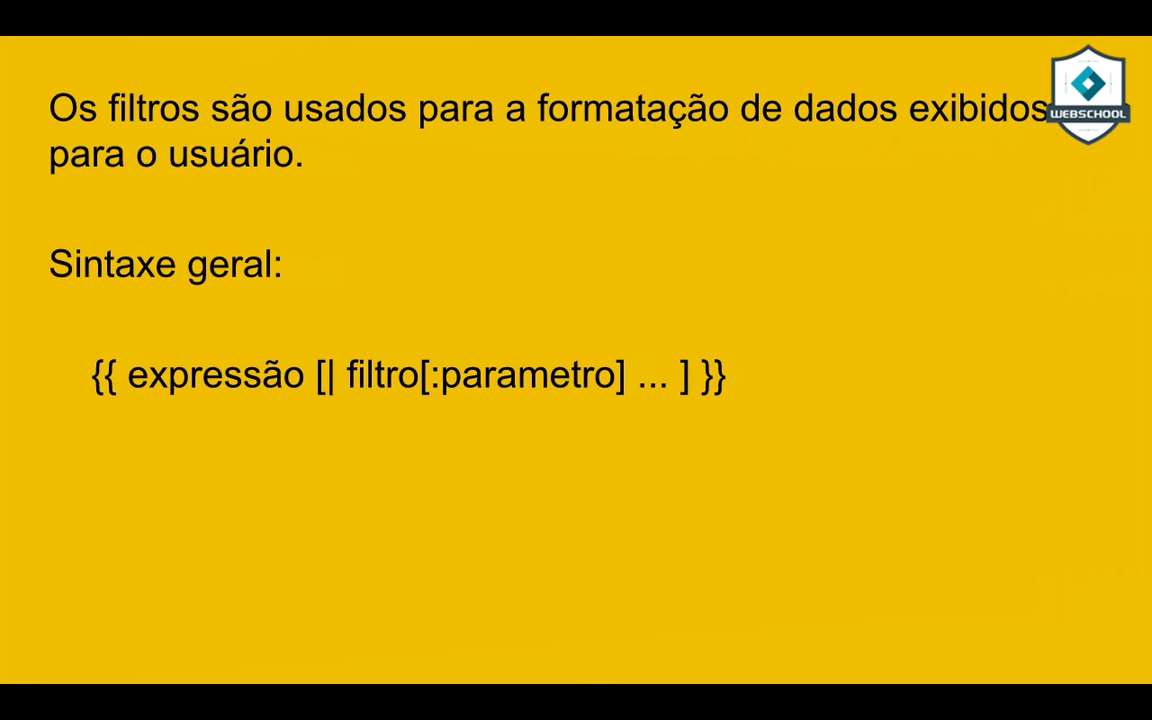 Os filtros são usados para a formatação de dados exibidos
WEBSCHOOL
para o usuário.
Sintaxe geral:
{{ expressão [| filtro[:parametro] ... ] }}